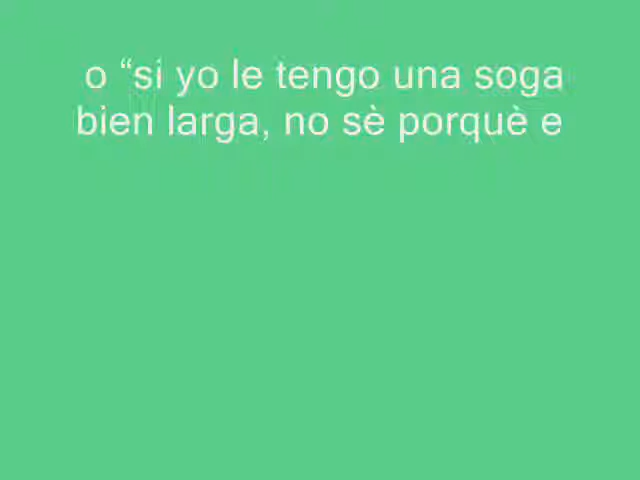 o “si yo le tengo una soga
bien larga, no sè porquè e